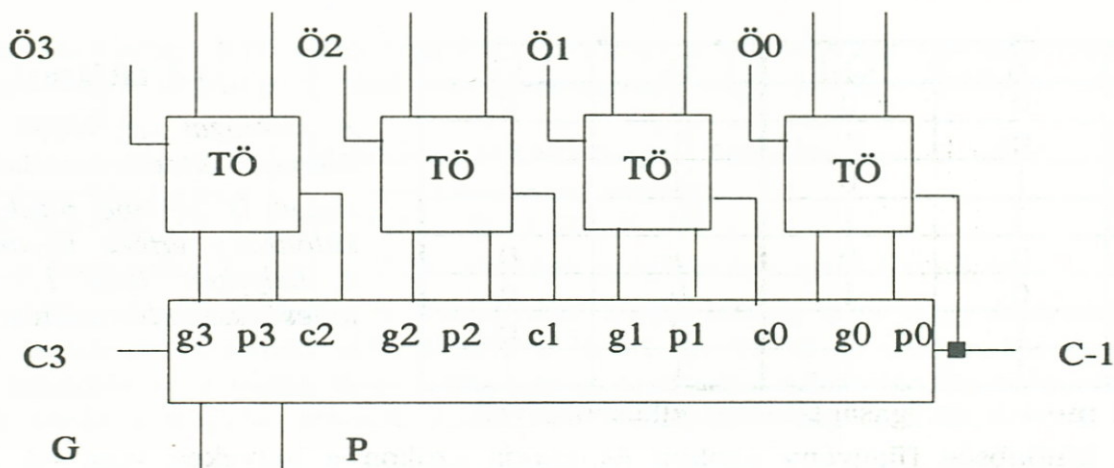 Ö3 Ö2 Ö1 Ö0
TÖ TÖ TÖ TÖ
g3 p3 c2 g2 p2 c1 g1 p1 c0 g0 p0
C3 C-1
G P